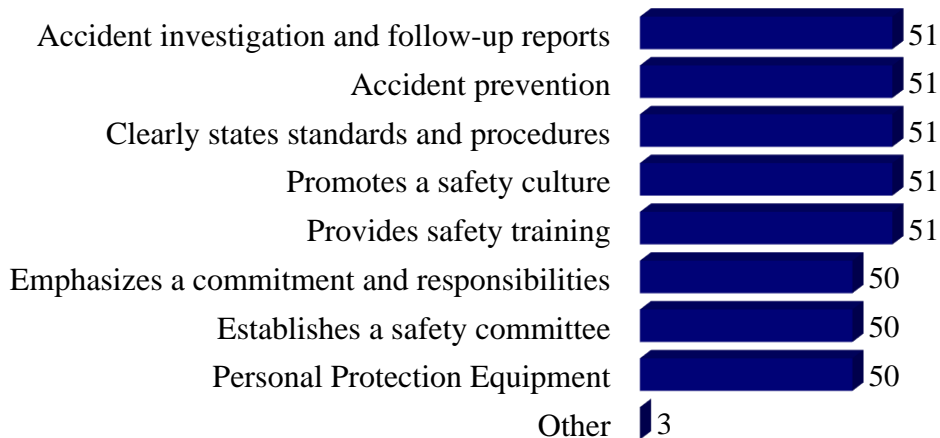 Accident investigation and follow-up reports 51
Accident prevention 51
Clearly states standards and procedures 51
Promotes a safety culture 51
Provides safety training 51
Emphasizes a commitment and responsibilities 50
Establishes a safety committee 50
Personal Protection Equipment 50
Other 3